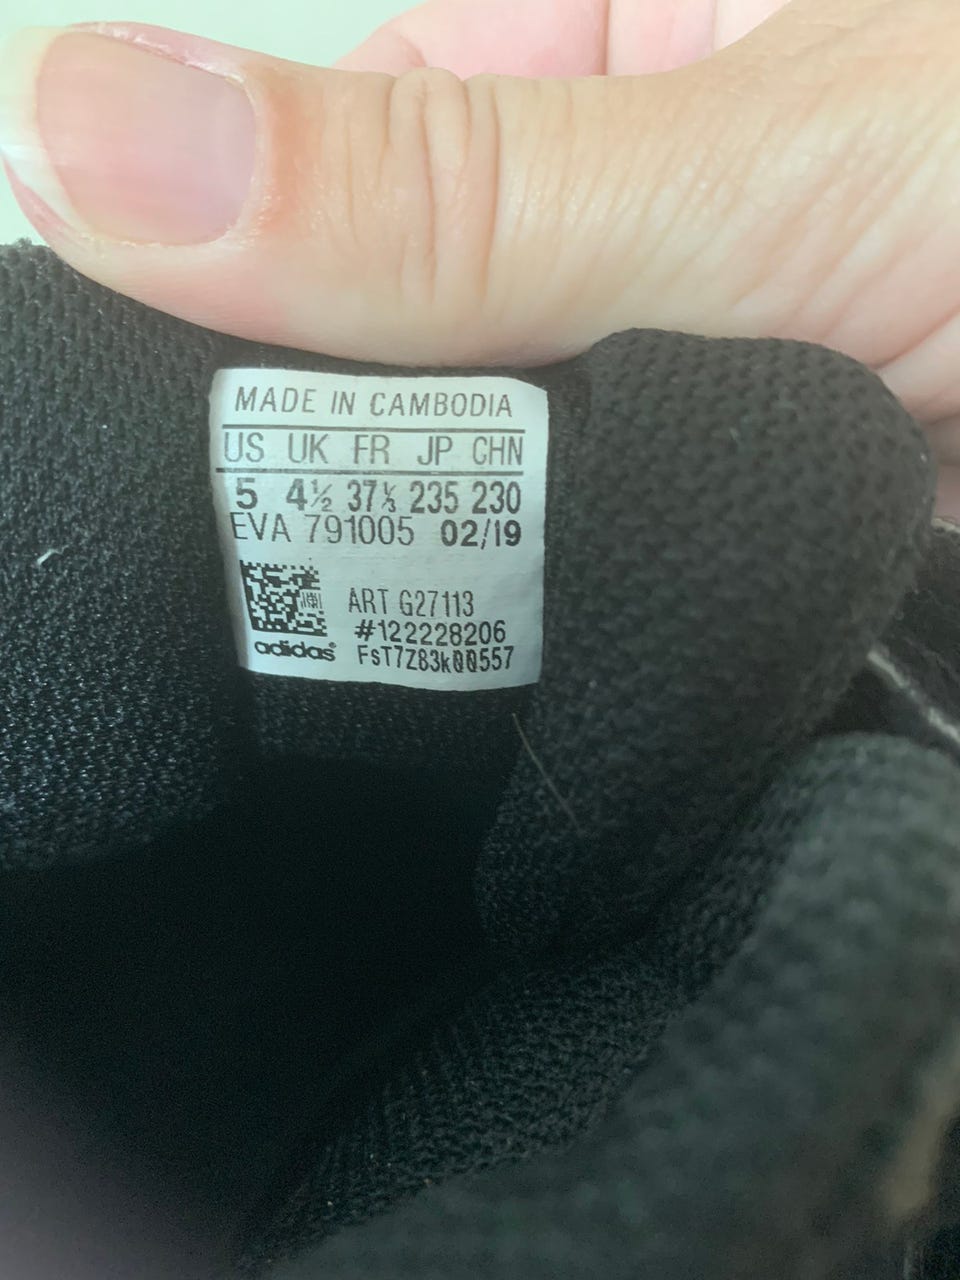 MADE IN CAMBODIA
US UK FR JP CHN
5 4½ 37⅓ 235 230
EVA 791005 02/19
ART G27113
#122228206
adidas® FsT7Z83k00557